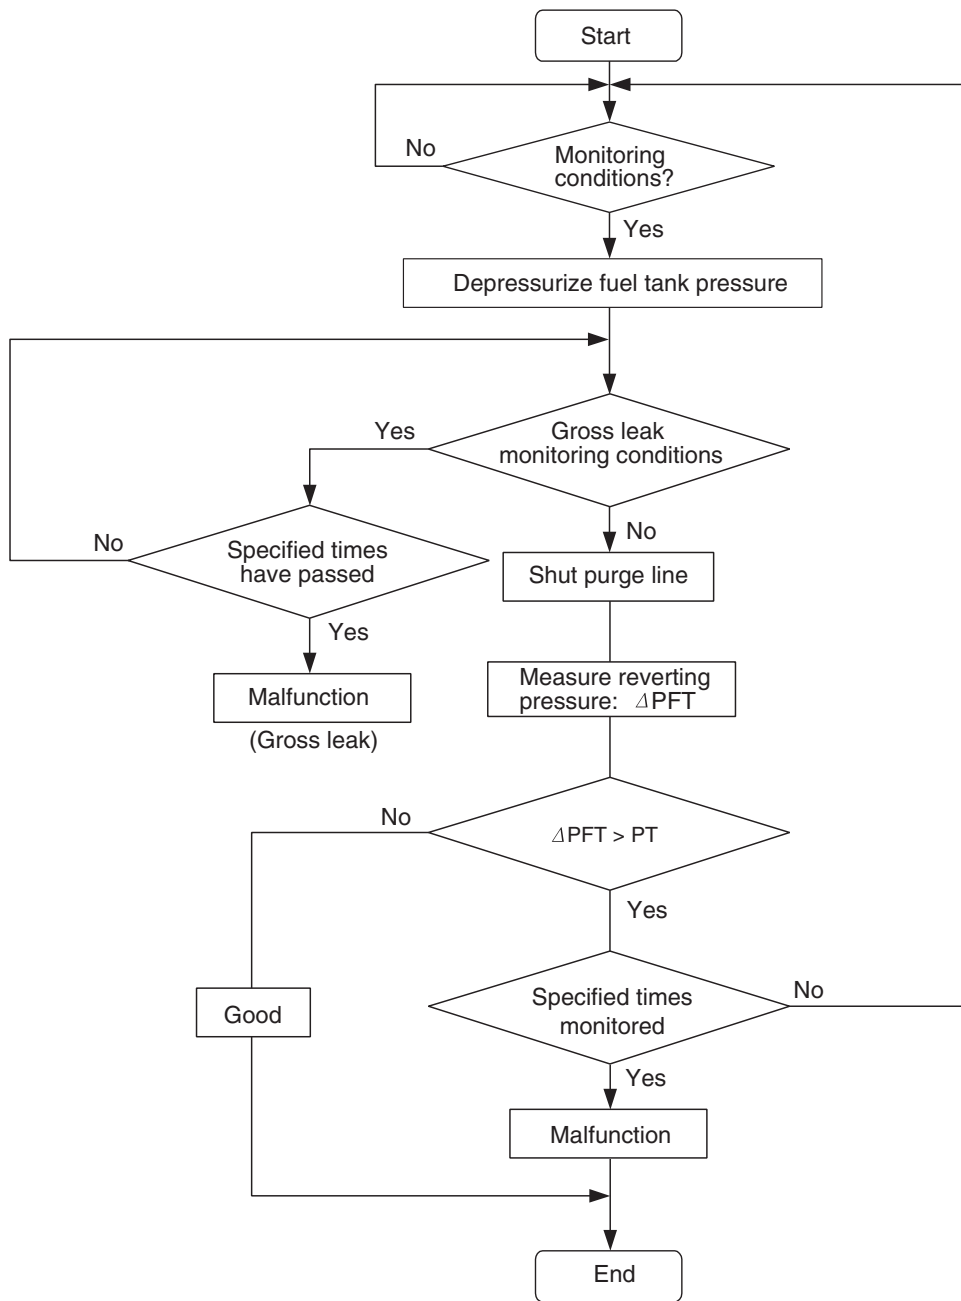 Start
No
Monitoring
conditions?
Yes
Depressurize fuel tank pressure
Yes
Gross leak
monitoring conditions
No
Specified times
have passed
No
Shut purge line
Yes
Malfunction
(Gross leak)
Measure reverting
pressure: ΔPFT
No
ΔPFT > PT
Yes
Good
Specified times
monitored
No
Yes
Malfunction
End